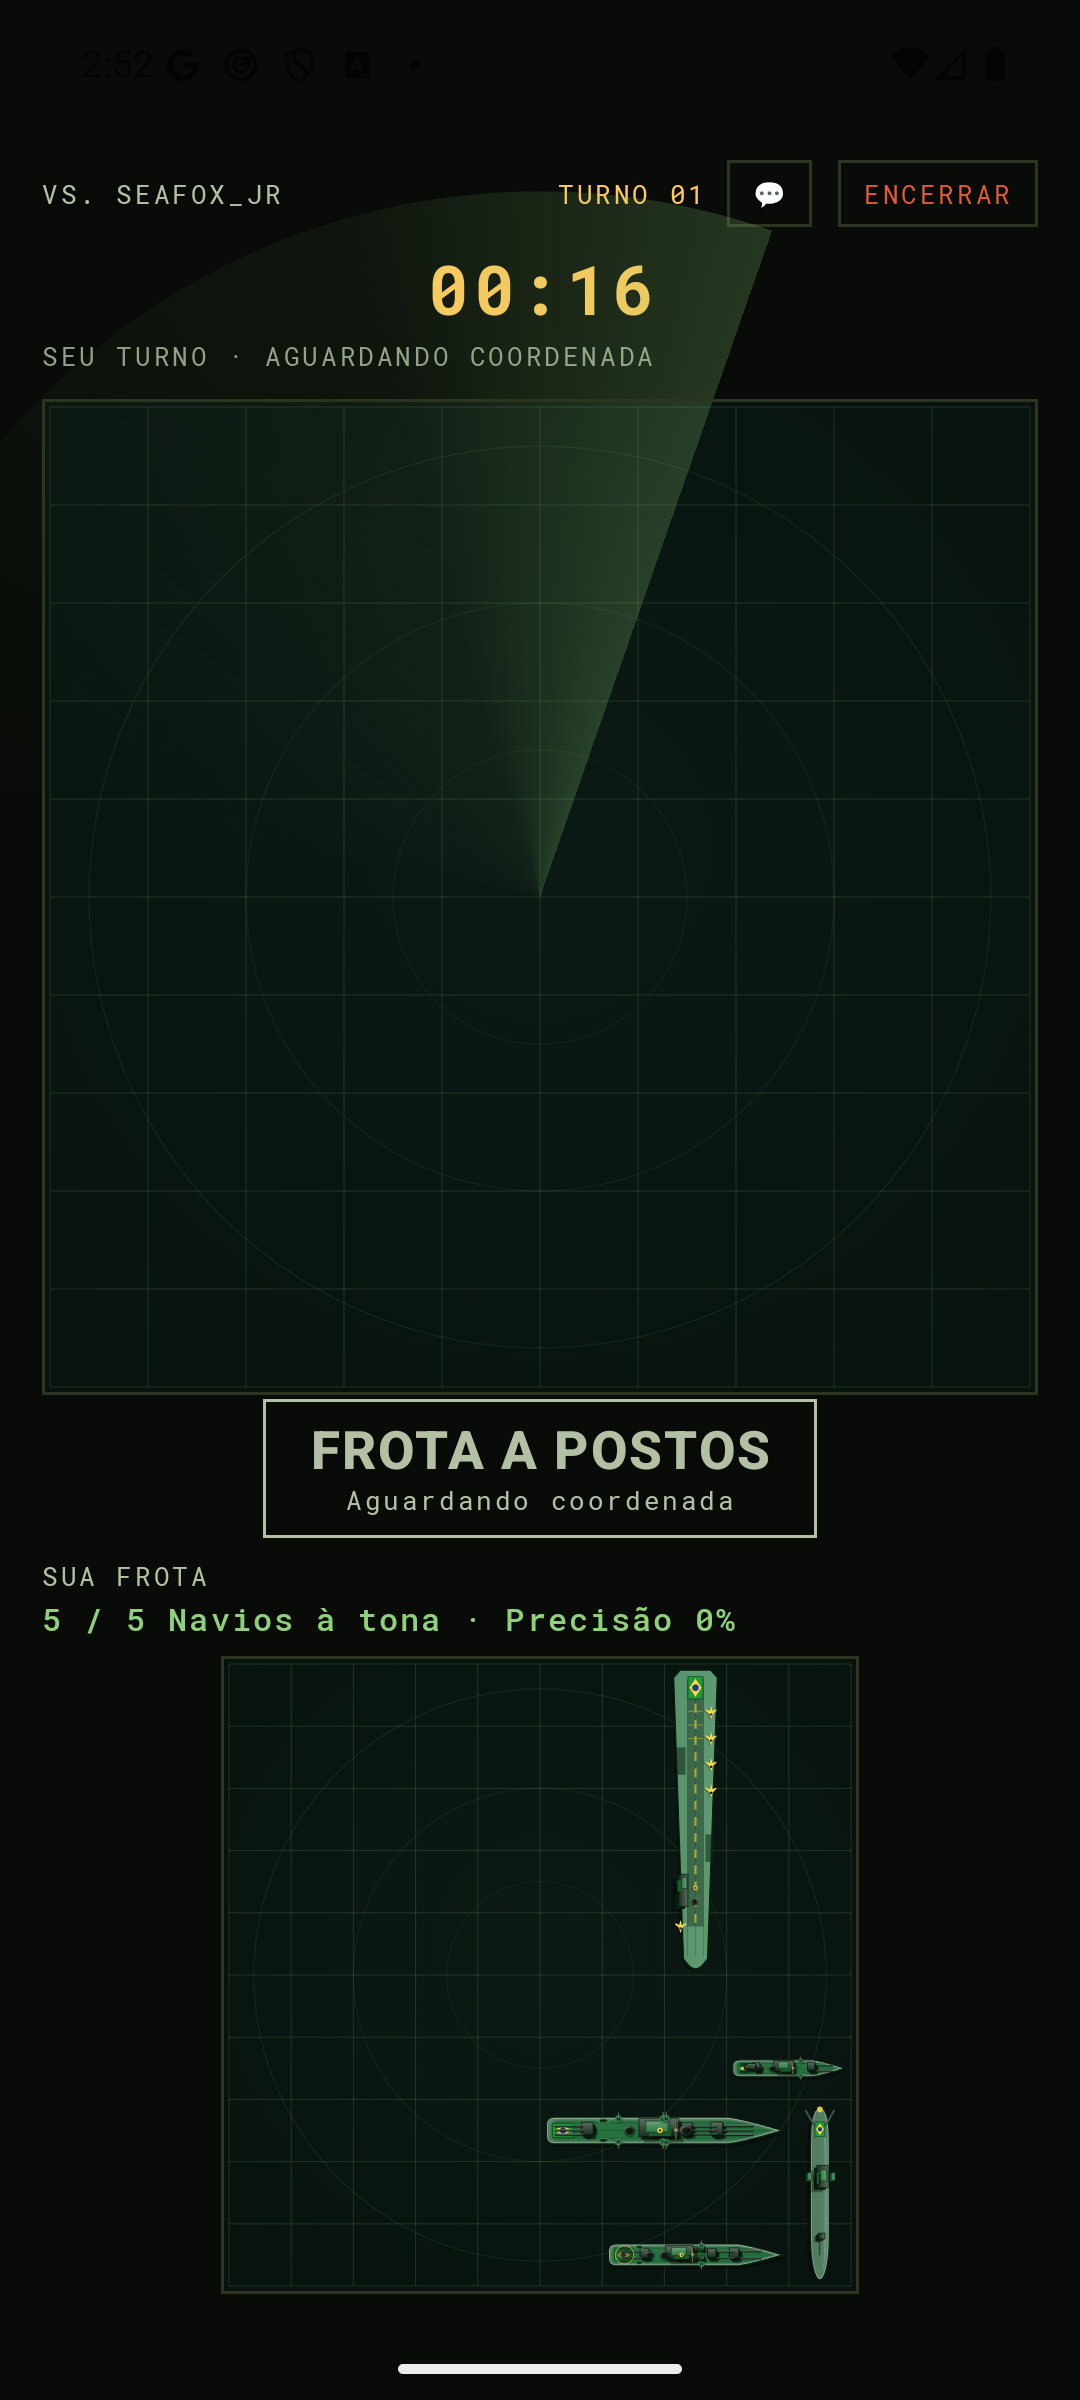 2:52
VS. SEAFOX_JR
TURNO 01
ENCERRAR
00:16
SEU TURNO · AGUARDANDO COORDENADA
FROTA A POSTOS
Aguardando coordenada
SUA FROTA
5 / 5 Navios à tona · Precisão 0%